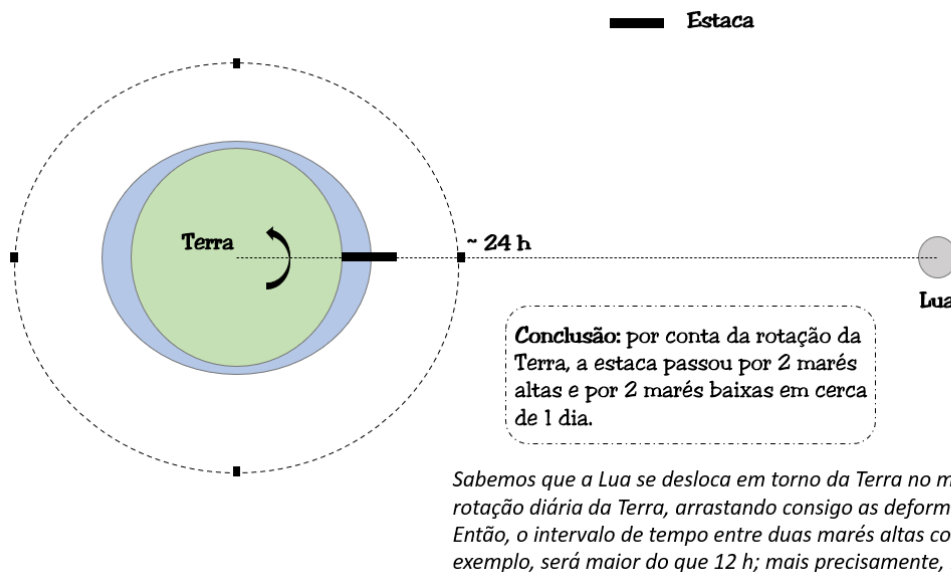 Estaca
Terra
~ 24 h
Lua
Conclusão: por conta da rotação da
Terra, a estaca passou por 2 marés
altas e por 2 marés baixas em cerca
de 1 dia.
Sabemos que a Lua se desloca em torno da Terra no
rotação diária da Terra, arrastando consigo as
Então, o intervalo de tempo entre duas marés altas
exemplo, será maior do que 12 h; mais precisamente,